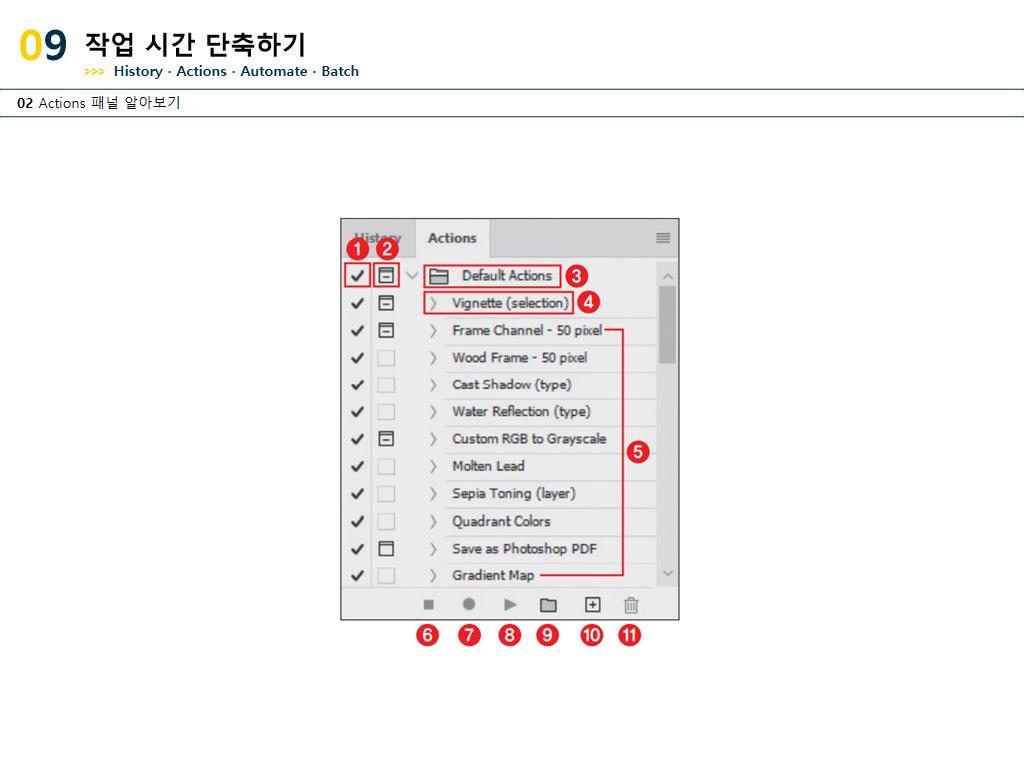 09 작업 시간 단축하기
>>> History · Actions · Automate · Batch
02 Actions 패널 알아보기
History Actions
1 2
Default Actions 3
Vignette (selection) 4
Frame Channel - 50 pixel
Wood Frame - 50 pixel
Cast Shadow (type)
Water Reflection (type)
Custom RGB to Grayscale
5
Molten Lead
Sepia Toning (layer)
Quadrant Colors
Save as Photoshop PDF
Gradient Map
6 7 8 9 10 11